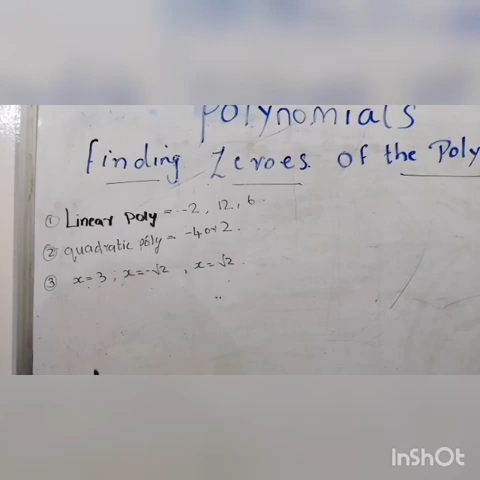 Polynomials
Finding Zeroes of the Poly
① Linear Poly = -2, 12, 6.
② quadratic poly = -4 or 2.
③ x = 3 ; x = -√2 , x = √2.
InShOt